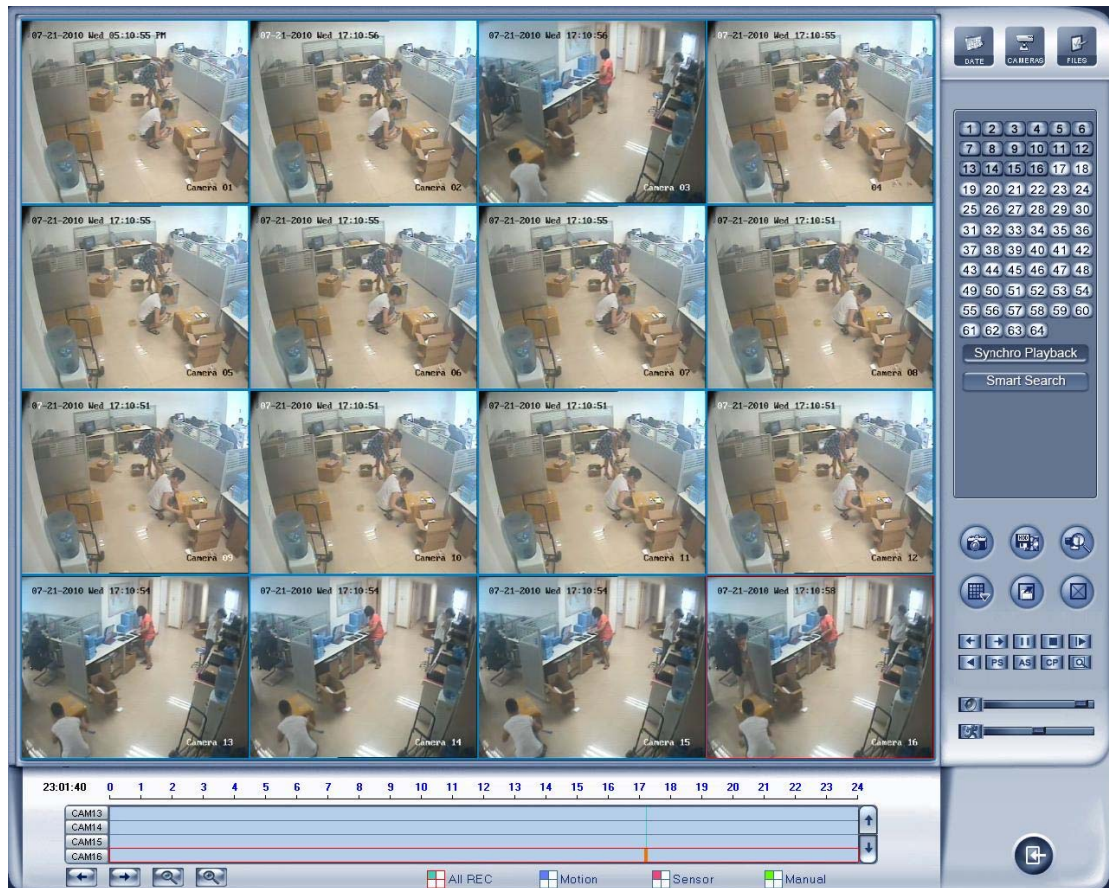 07-21-2010 Wed 05:10:55 PM
07-21-2010 Wed 17:10:56
07-21-2010 Wed 17:10:56
07-21-2010 Wed 17:10:55
Camera 01
Camera 02
Camera 03
04
07-21-2010 Wed 17:10:55
07-21-2010 Wed 17:10:55
07-21-2010 Wed 17:10:55
07-21-2010 Wed 17:10:51
Camera 05
Camera 06
Camera 07
Camera 08
07-21-2010 Wed 17:10:51
07-21-2010 Wed 17:10:51
07-21-2010 Wed 17:10:51
07-21-2010 Wed 17:10:51
Camera 09
Camera 10
Camera 11
Camera 12
07-21-2010 Wed 17:10:54
07-21-2010 Wed 17:10:54
07-21-2010 Wed 17:10:54
07-21-2010 Wed 17:10:58
Camera 13
Camera 14
Camera 15
Camera 16
DATE CAMERAS FILES
1 2 3 4 5 6
7 8 9 10 11 12
13 14 15 16 17 18
19 20 21 22 23 24
25 26 27 28 29 30
31 32 33 34 35 36
37 38 39 40 41 42
43 44 45 46 47 48
49 50 51 52 53 54
55 56 57 58 59 60
61 62 63 64
Synchro Playback
Smart Search
PS AS CP
23:01:40 0 1 2 3 4 5 6 7 8 9 10 11 12 13 14 15 16 17 18 19 20 21 22 23 24
CAM13
CAM14
CAM15
CAM16
All REC Motion Sensor Manual